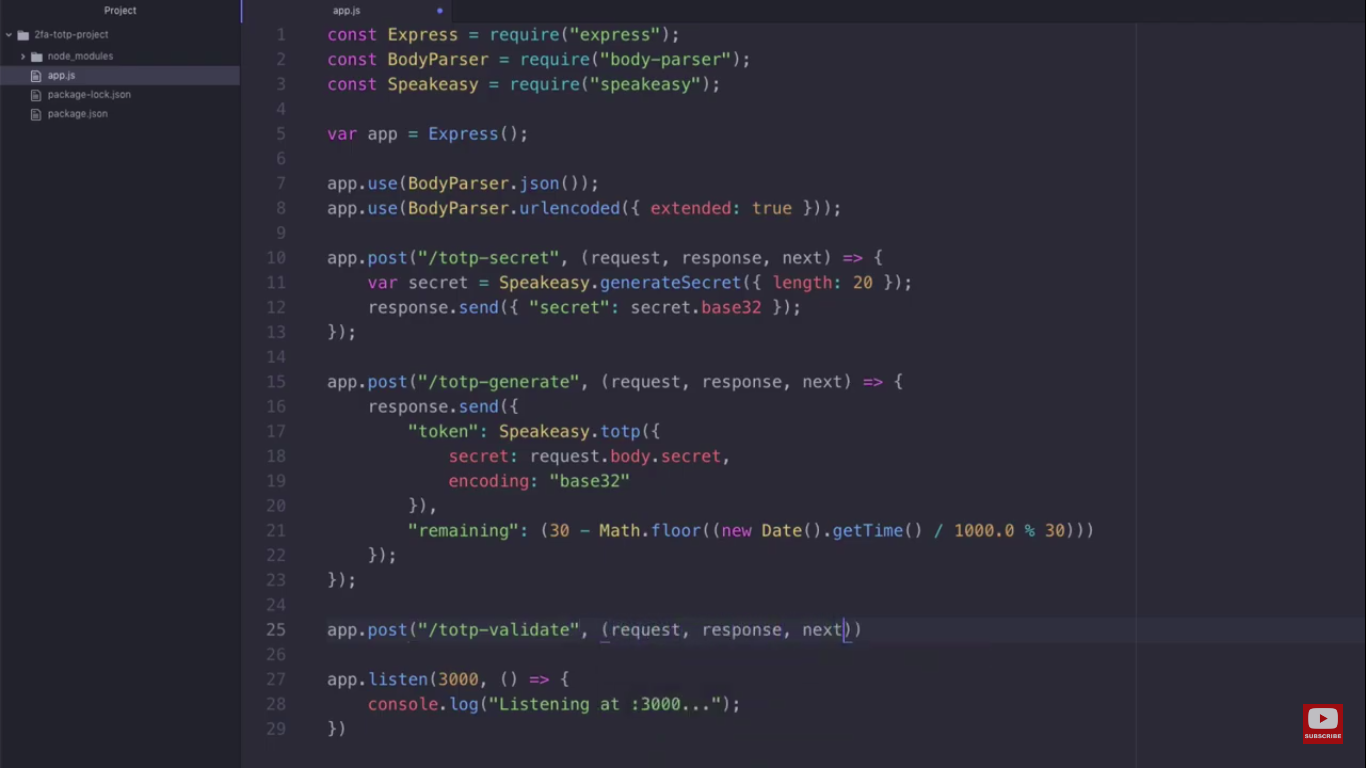 Project
2fa-totp-project
node_modules
app.js
package-lock.json
package.json
app.js
1 const Express = require("express");
2 const BodyParser = require("body-parser");
3 const Speakeasy = require("speakeasy");
4
5 var app = Express();
6
7 app.use(BodyParser.json());
8 app.use(BodyParser.urlencoded({ extended: true }));
9
10 app.post("/totp-secret", (request, response, next) => {
11     var secret = Speakeasy.generateSecret({ length: 20 });
12     response.send({ "secret": secret.base32 });
13 });
14
15 app.post("/totp-generate", (request, response, next) => {
16     response.send({
17         "token": Speakeasy.totp({
18             secret: request.body.secret,
19             encoding: "base32"
20         }),
21         "remaining": (30 - Math.floor((new Date().getTime() / 1000.0 % 30)))
22     });
23 });
24
25 app.post("/totp-validate", (request, response, next))
26
27 app.listen(3000, () => {
28     console.log("Listening at :3000...");
29 })
SUBSCRIBE